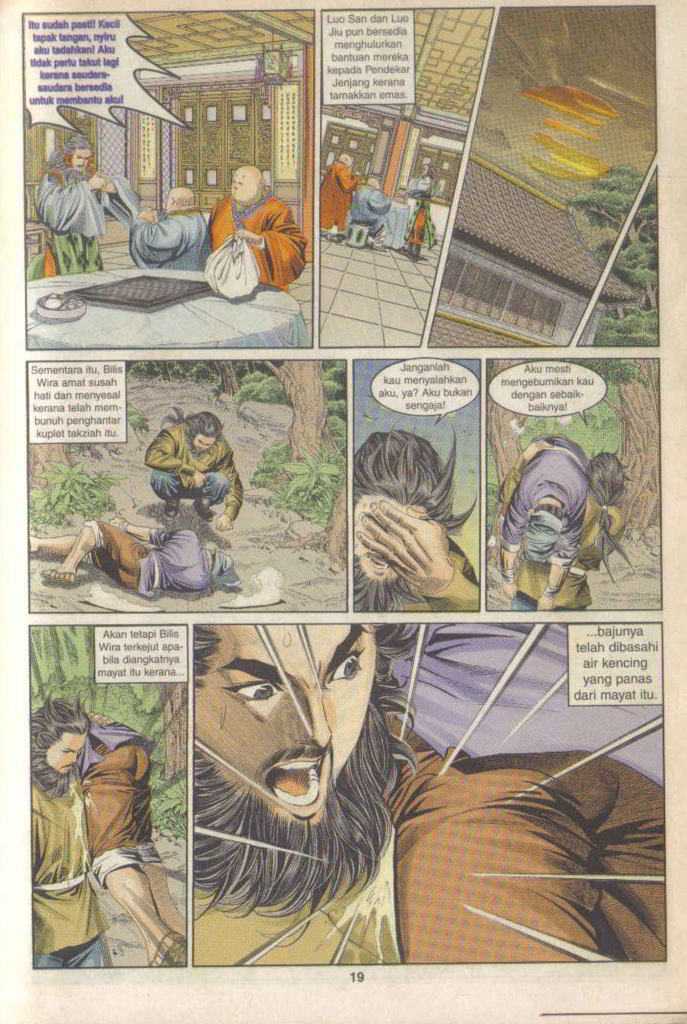 Itu sudah pasti! Kecil
tapak tangan, nyiru
aku tadahkan! Aku
tidak perlu takut lagi
kerana saudara-
saudara bersedia
untuk membantu aku!
Luo San dan Luo
Jiu pun bersedia
menghulurkan
bantuan mereka
kepada Pendekar
Jenjang kerana
tamakkan emas.
Sementara itu, Bilis
Wira amat susah
hati dan menyesal
kerana telah mem-
bunuh penghantar
kuplet takziah itu.
Janganlah
kau menyalahkan
aku, ya? Aku bukan
sengaja!
Aku mesti
mengebumikan kau
dengan sebaik-
baiknya!
Akan tetapi Bilis
Wira terkejut apa-
bila diangkatnya
mayat itu kerana...
...bajunya
telah dibasahi
air kencing
yang panas
dari mayat itu.
19